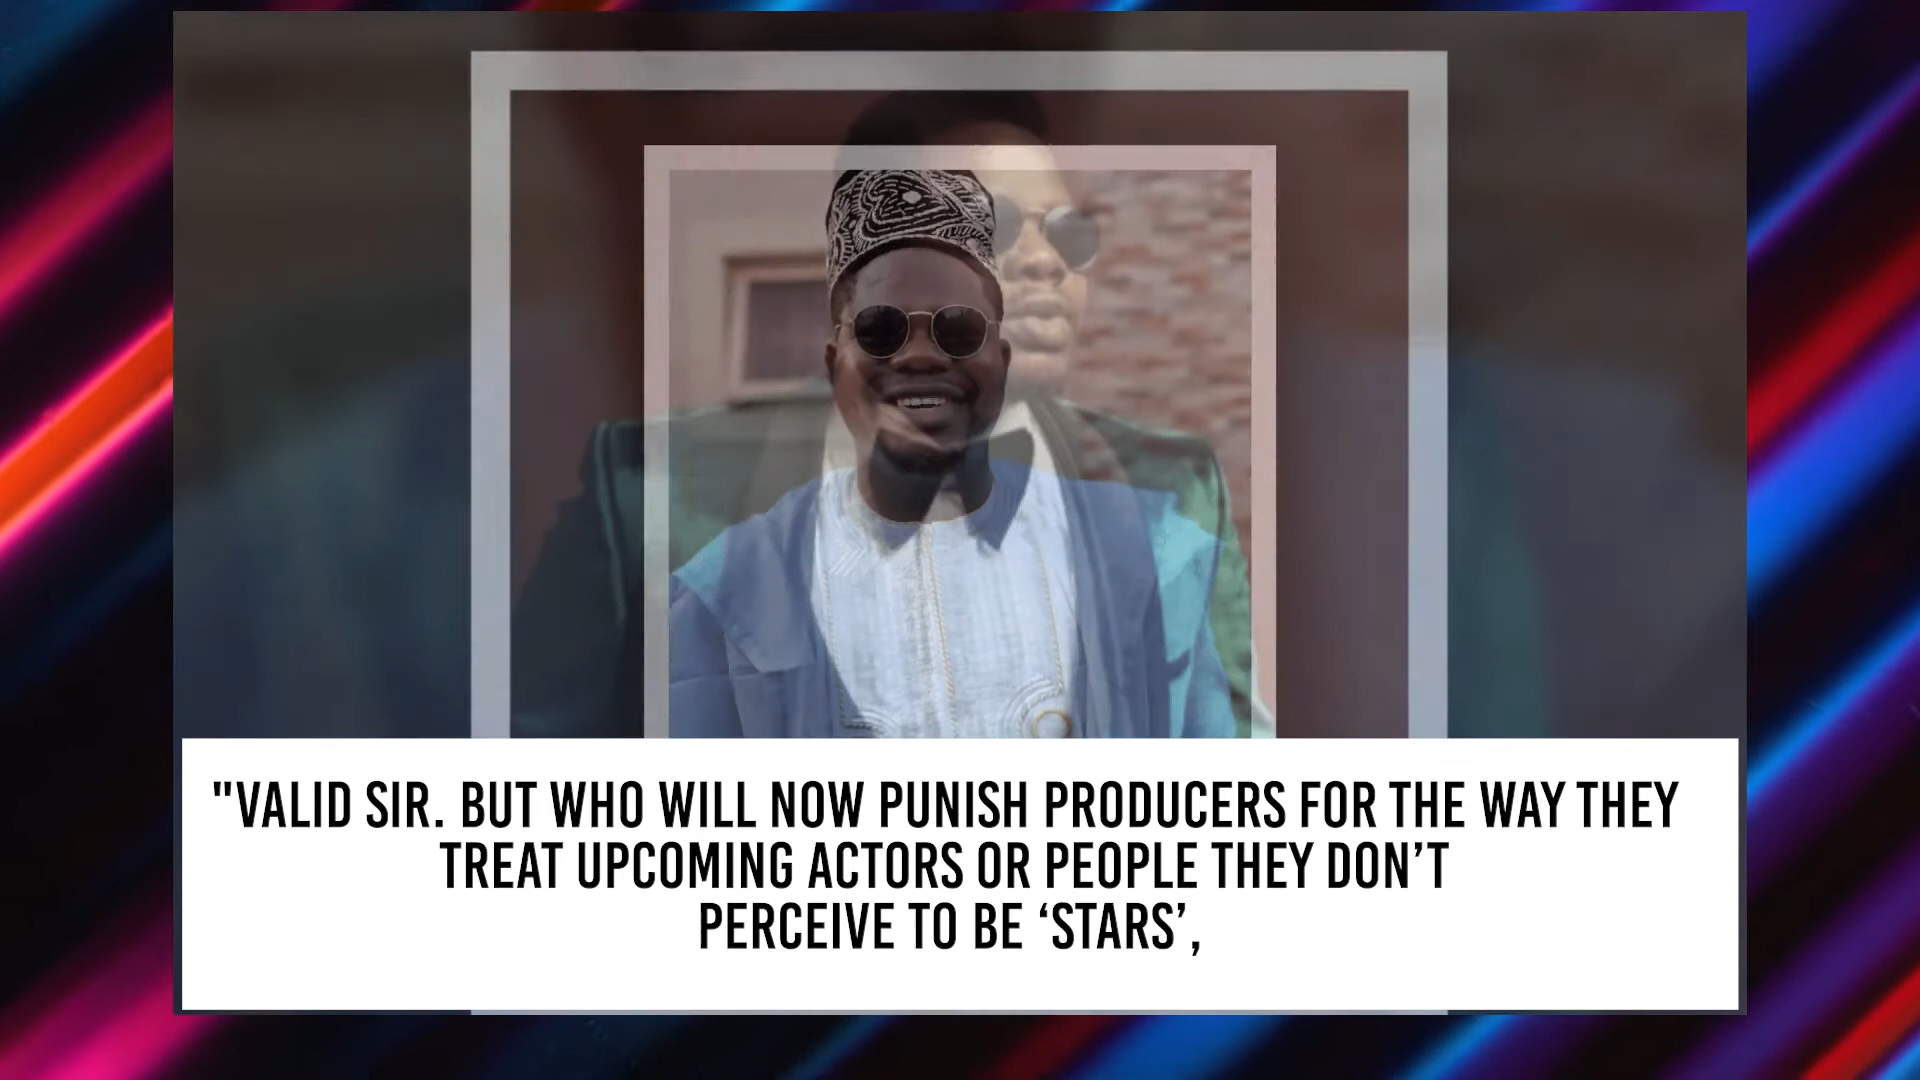 "VALID SIR. BUT WHO WILL NOW PUNISH PRODUCERS FOR THE WAY THEY
TREAT UPCOMING ACTORS OR PEOPLE THEY DON’T
PERCEIVE TO BE ‘STARS’,